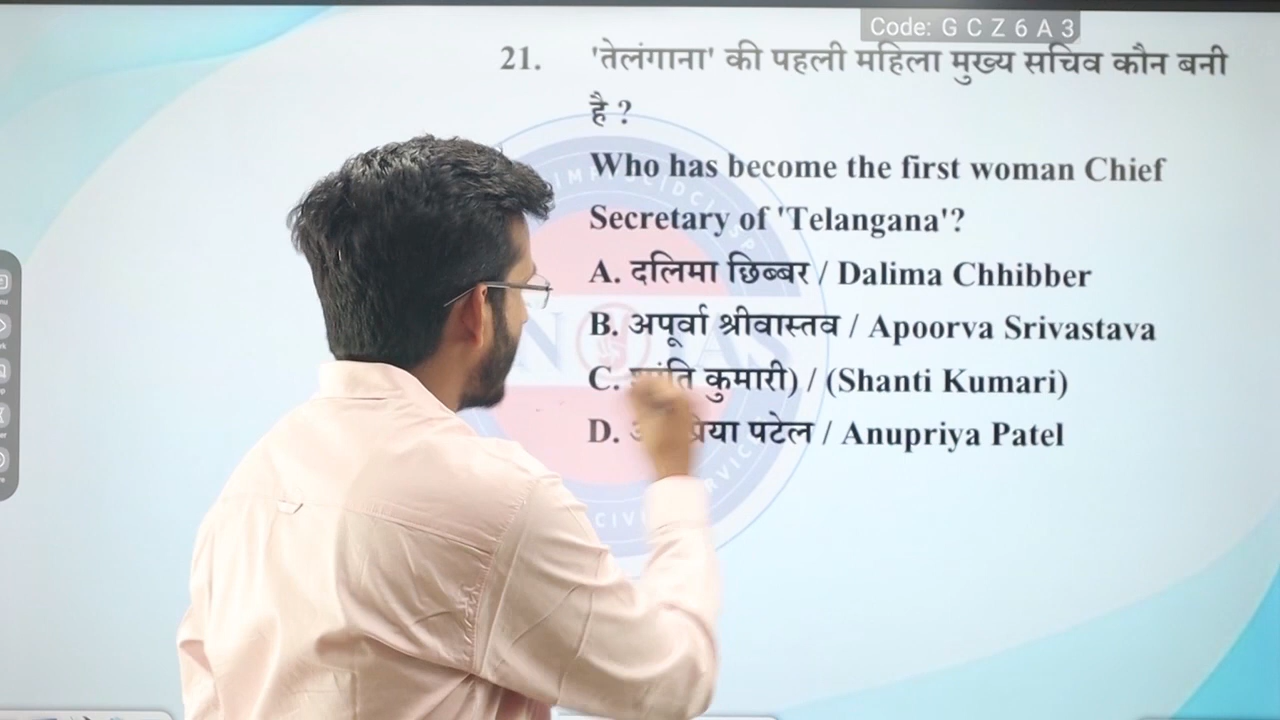 Code: G C Z 6 A 3
21. 'तेलंगाना' की पहली महिला मुख्य सचिव कौन बनी
है ?
Who has become the first woman Chief
Secretary of 'Telangana'?
A. दलिमा छिब्बर / Dalima Chhibber
B. अपूर्वा श्रीवास्तव / Apoorva Srivastava
C. कुमारी) / (Shanti Kumari)
D. पटेल / Anupriya Patel
CIVI